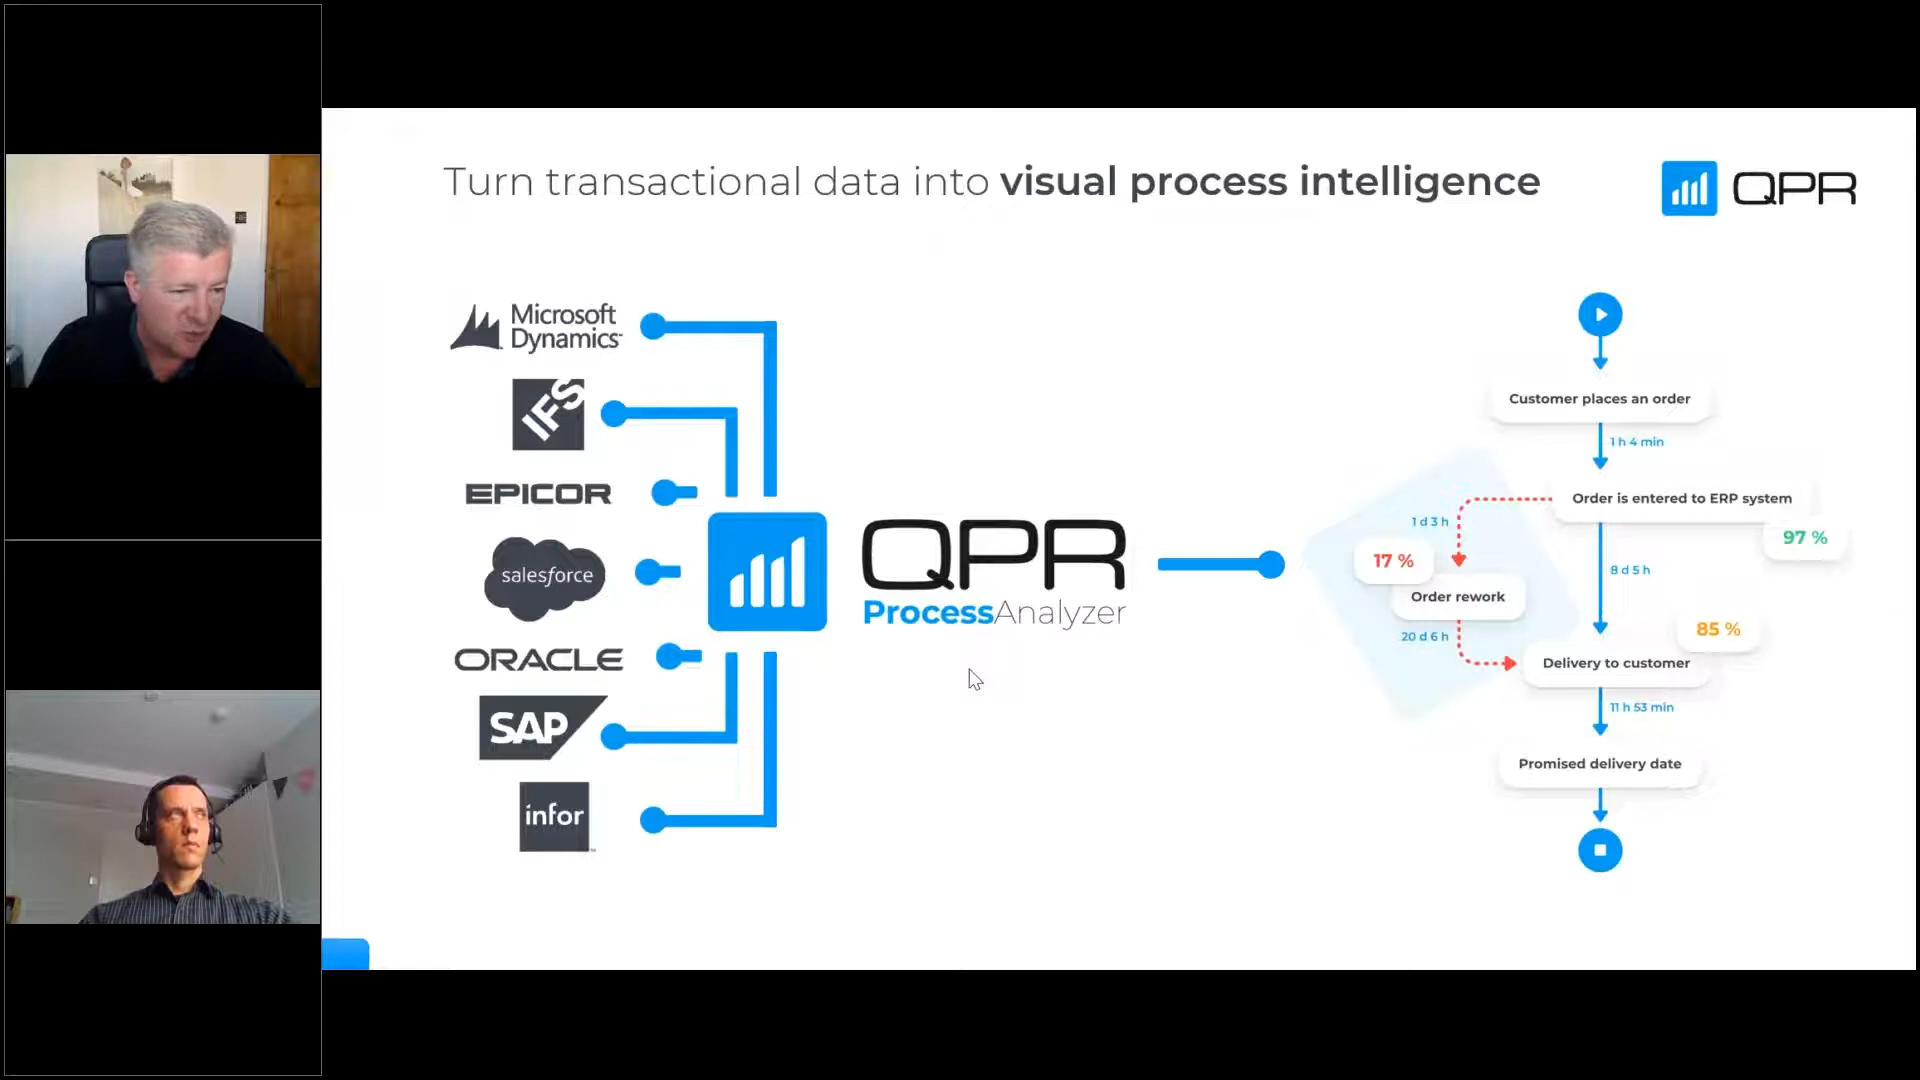 Turn transactional data into visual process intelligence
QPR
Microsoft
Dynamics
IFS
EPICOR
salesforce
ORACLE
SAP
infor
QPR
ProcessAnalyzer
Customer places an order
1 h 4 min
Order is entered to ERP system
97 %
1 d 3 h
17 %
8 d 5 h
Order rework
85 %
20 d 6 h
Delivery to customer
11 h 53 min
Promised delivery date